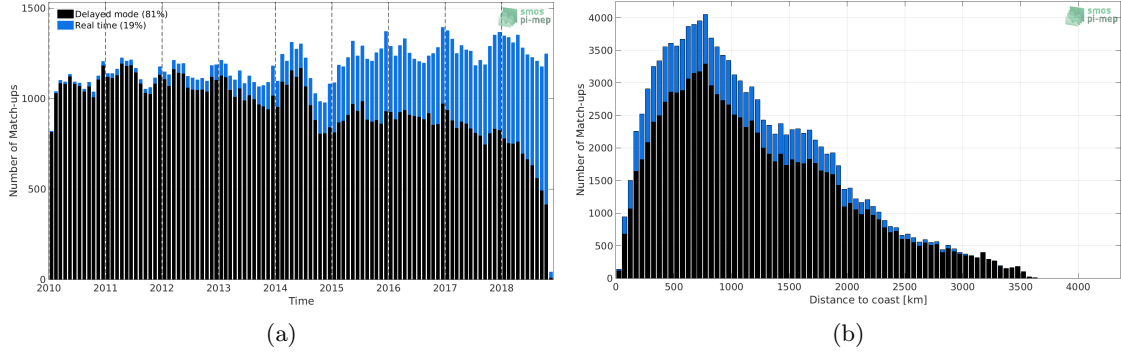 Delayed mode (81%)
Real time (19%)
smos
pi-mep
Number of Match-ups
1500
1000
500
0
2010 2011 2012 2013 2014 2015 2016 2017 2018
Time
(a)
smos
pi-mep
Number of Match-ups
4000
3500
3000
2500
2000
1500
1000
500
0
0 500 1000 1500 2000 2500 3000 3500 4000
Distance to coast [km]
(b)